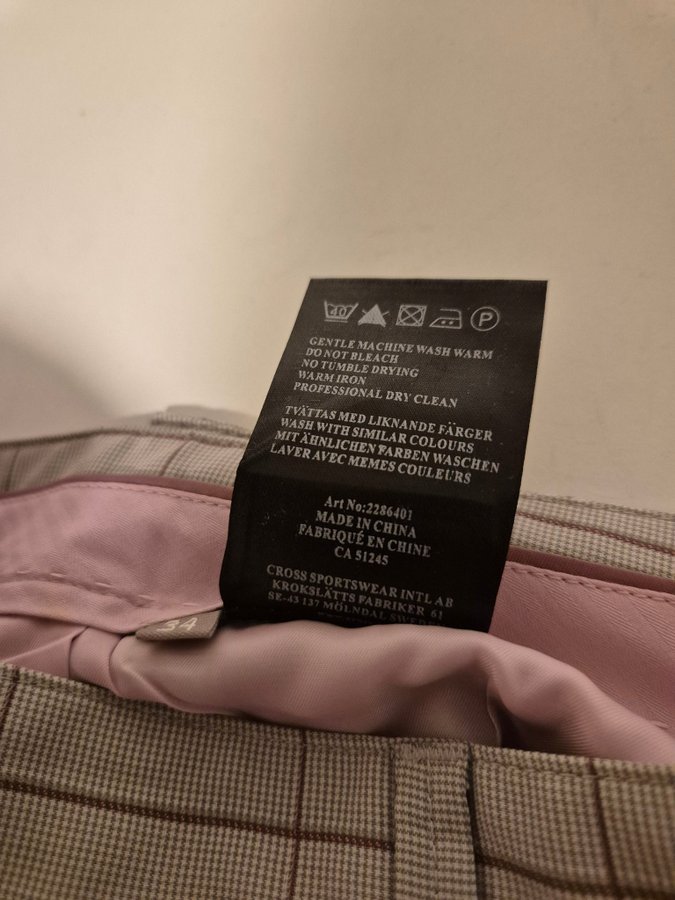 40 P
GENTLE MACHINE WASH WARM
DO NOT BLEACH
NO TUMBLE DRYING
WARM IRON
PROFESSIONAL DRY CLEAN
TVÄTTAS MED LIKNANDE FÄRGER
WASH WITH SIMILAR COLOURS
MIT ÄHNLICHEN FARBEN WASCHEN
LAVER AVEC MEMES COULEURS
Art No:2286401
MADE IN CHINA
FABRIQUÉ EN CHINE
CA 51245
CROSS SPORTSWEAR INTL AB
KROKSLÄTTS FABRIKER 61
SE-43 137 MÖLNDAL SWEDEN
34